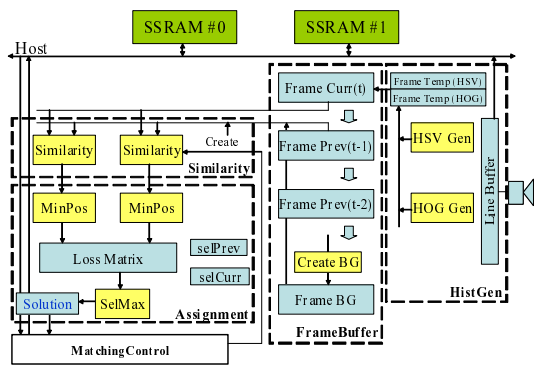 SSRAM #0
SSRAM #1
Host
Frame Curr(t)
Frame Temp (HSV)
Frame Temp (HOG)
Create
Similarity
Similarity
Similarity
Frame Prev(t-1)
HSV Gen
Line Buffer
MinPos
MinPos
Frame Prev(t-2)
HOG Gen
Loss Matrix
selPrev
selCurr
Create BG
Solution
SelMax
Assignment
Frame BG
HistGen
FrameBuffer
MatchingControl